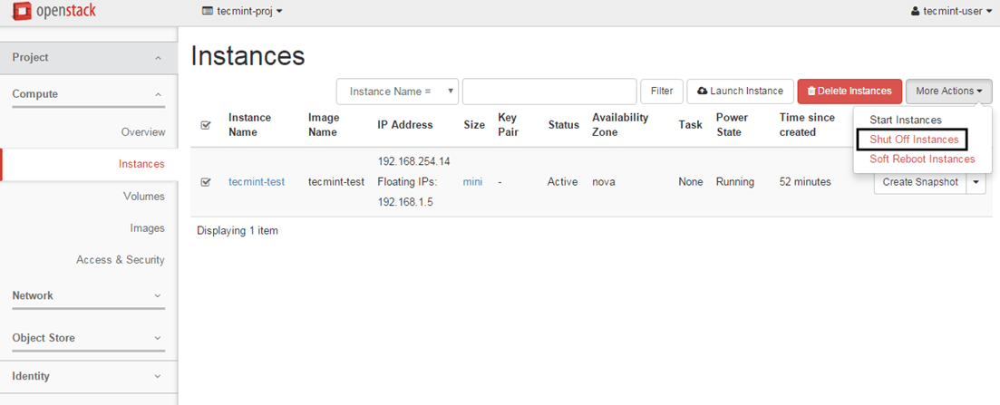 openstack tecmint-proj tecmint-user
Project
Compute
Overview
Instances
Volumes
Images
Access & Security
Network
Object Store
Identity
Instances
Instance Name = Filter Launch Instance Delete Instances More Actions
Start Instances
Shut Off Instances
Soft Reboot Instances
Instance Name Image Name IP Address Size Key Pair Status Availability Zone Task Power State Time since created
tecmint-test tecmint-test 192.168.254.14 Floating IPs: 192.168.1.5 mini - Active nova None Running 52 minutes Create Snapshot
Displaying 1 item